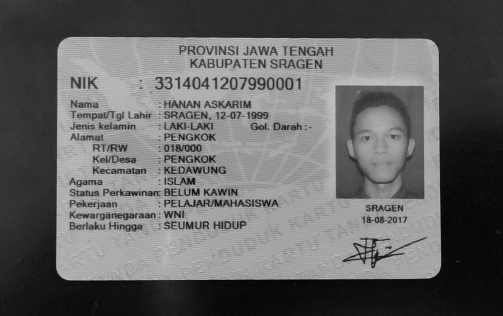 PROVINSI JAWA TENGAH
KABUPATEN SRAGEN
NIK : 3314041207990001
Nama : HANAN ASKARIM
Tempat/Tgl Lahir : SRAGEN, 12-07-1999
Jenis kelamin : LAKI-LAKI Gol. Darah :-
Alamat : PENGKOK
RT/RW : 018/000
Kel/Desa : PENGKOK
Kecamatan : KEDAWUNG
Agama : ISLAM
Status Perkawinan: BELUM KAWIN
Pekerjaan : PELAJAR/MAHASISWA
Kewarganegaraan: WNI
Berlaku Hingga : SEUMUR HIDUP
SRAGEN
18-08-2017